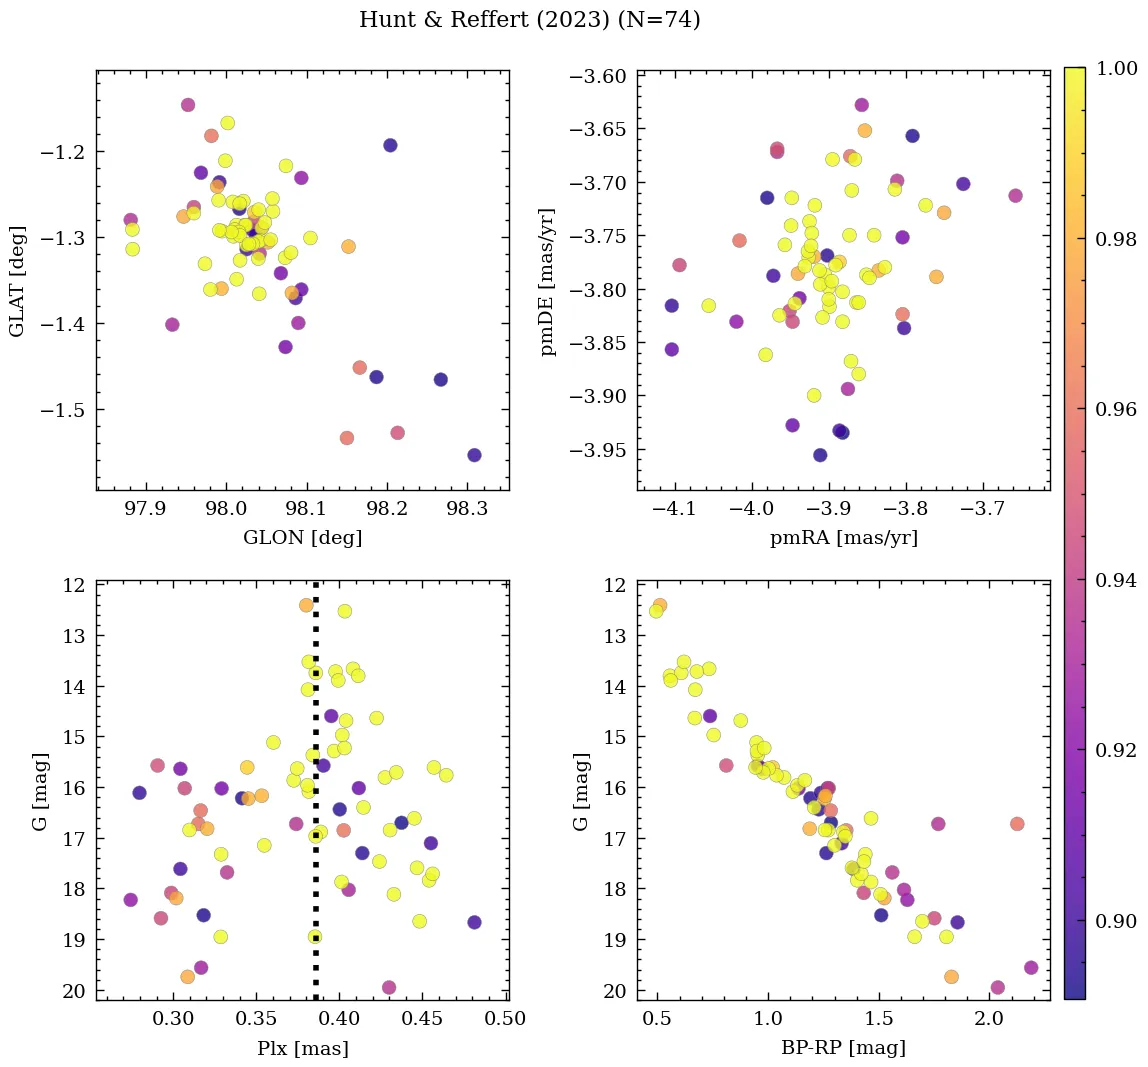 Hunt & Reffert (2023) (N=74)
−1.2
−1.3
−1.4
−1.5
GLAT [deg]
97.9 98.0 98.1 98.2 98.3
GLON [deg]
−3.60
−3.65
−3.70
−3.75
−3.80
−3.85
−3.90
−3.95
pmDE [mas/yr]
−4.1 −4.0 −3.9 −3.8 −3.7
pmRA [mas/yr]
12
13
14
15
16
17
18
19
20
G [mag]
0.30 0.35 0.40 0.45 0.50
Plx [mas]
12
13
14
15
16
17
18
19
20
G [mag]
0.5 1.0 1.5 2.0
BP-RP [mag]
1.00
0.98
0.96
0.94
0.92
0.90